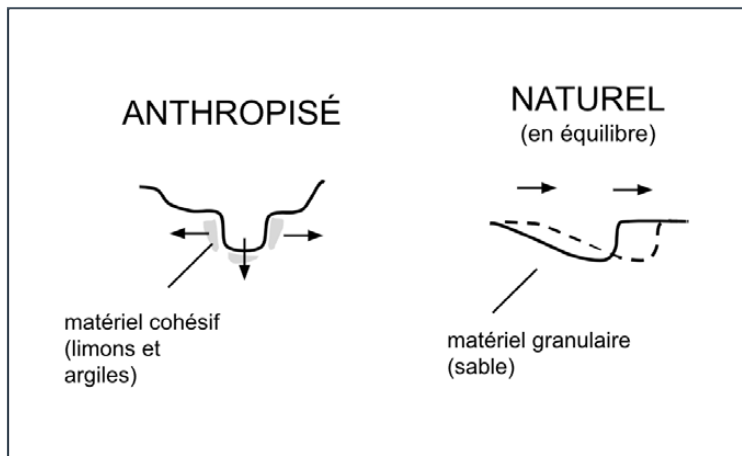 ANTHROPISÉ
matériel cohésif
(limons et
argiles)
NATUREL
(en équilibre)
matériel granulaire
(sable)